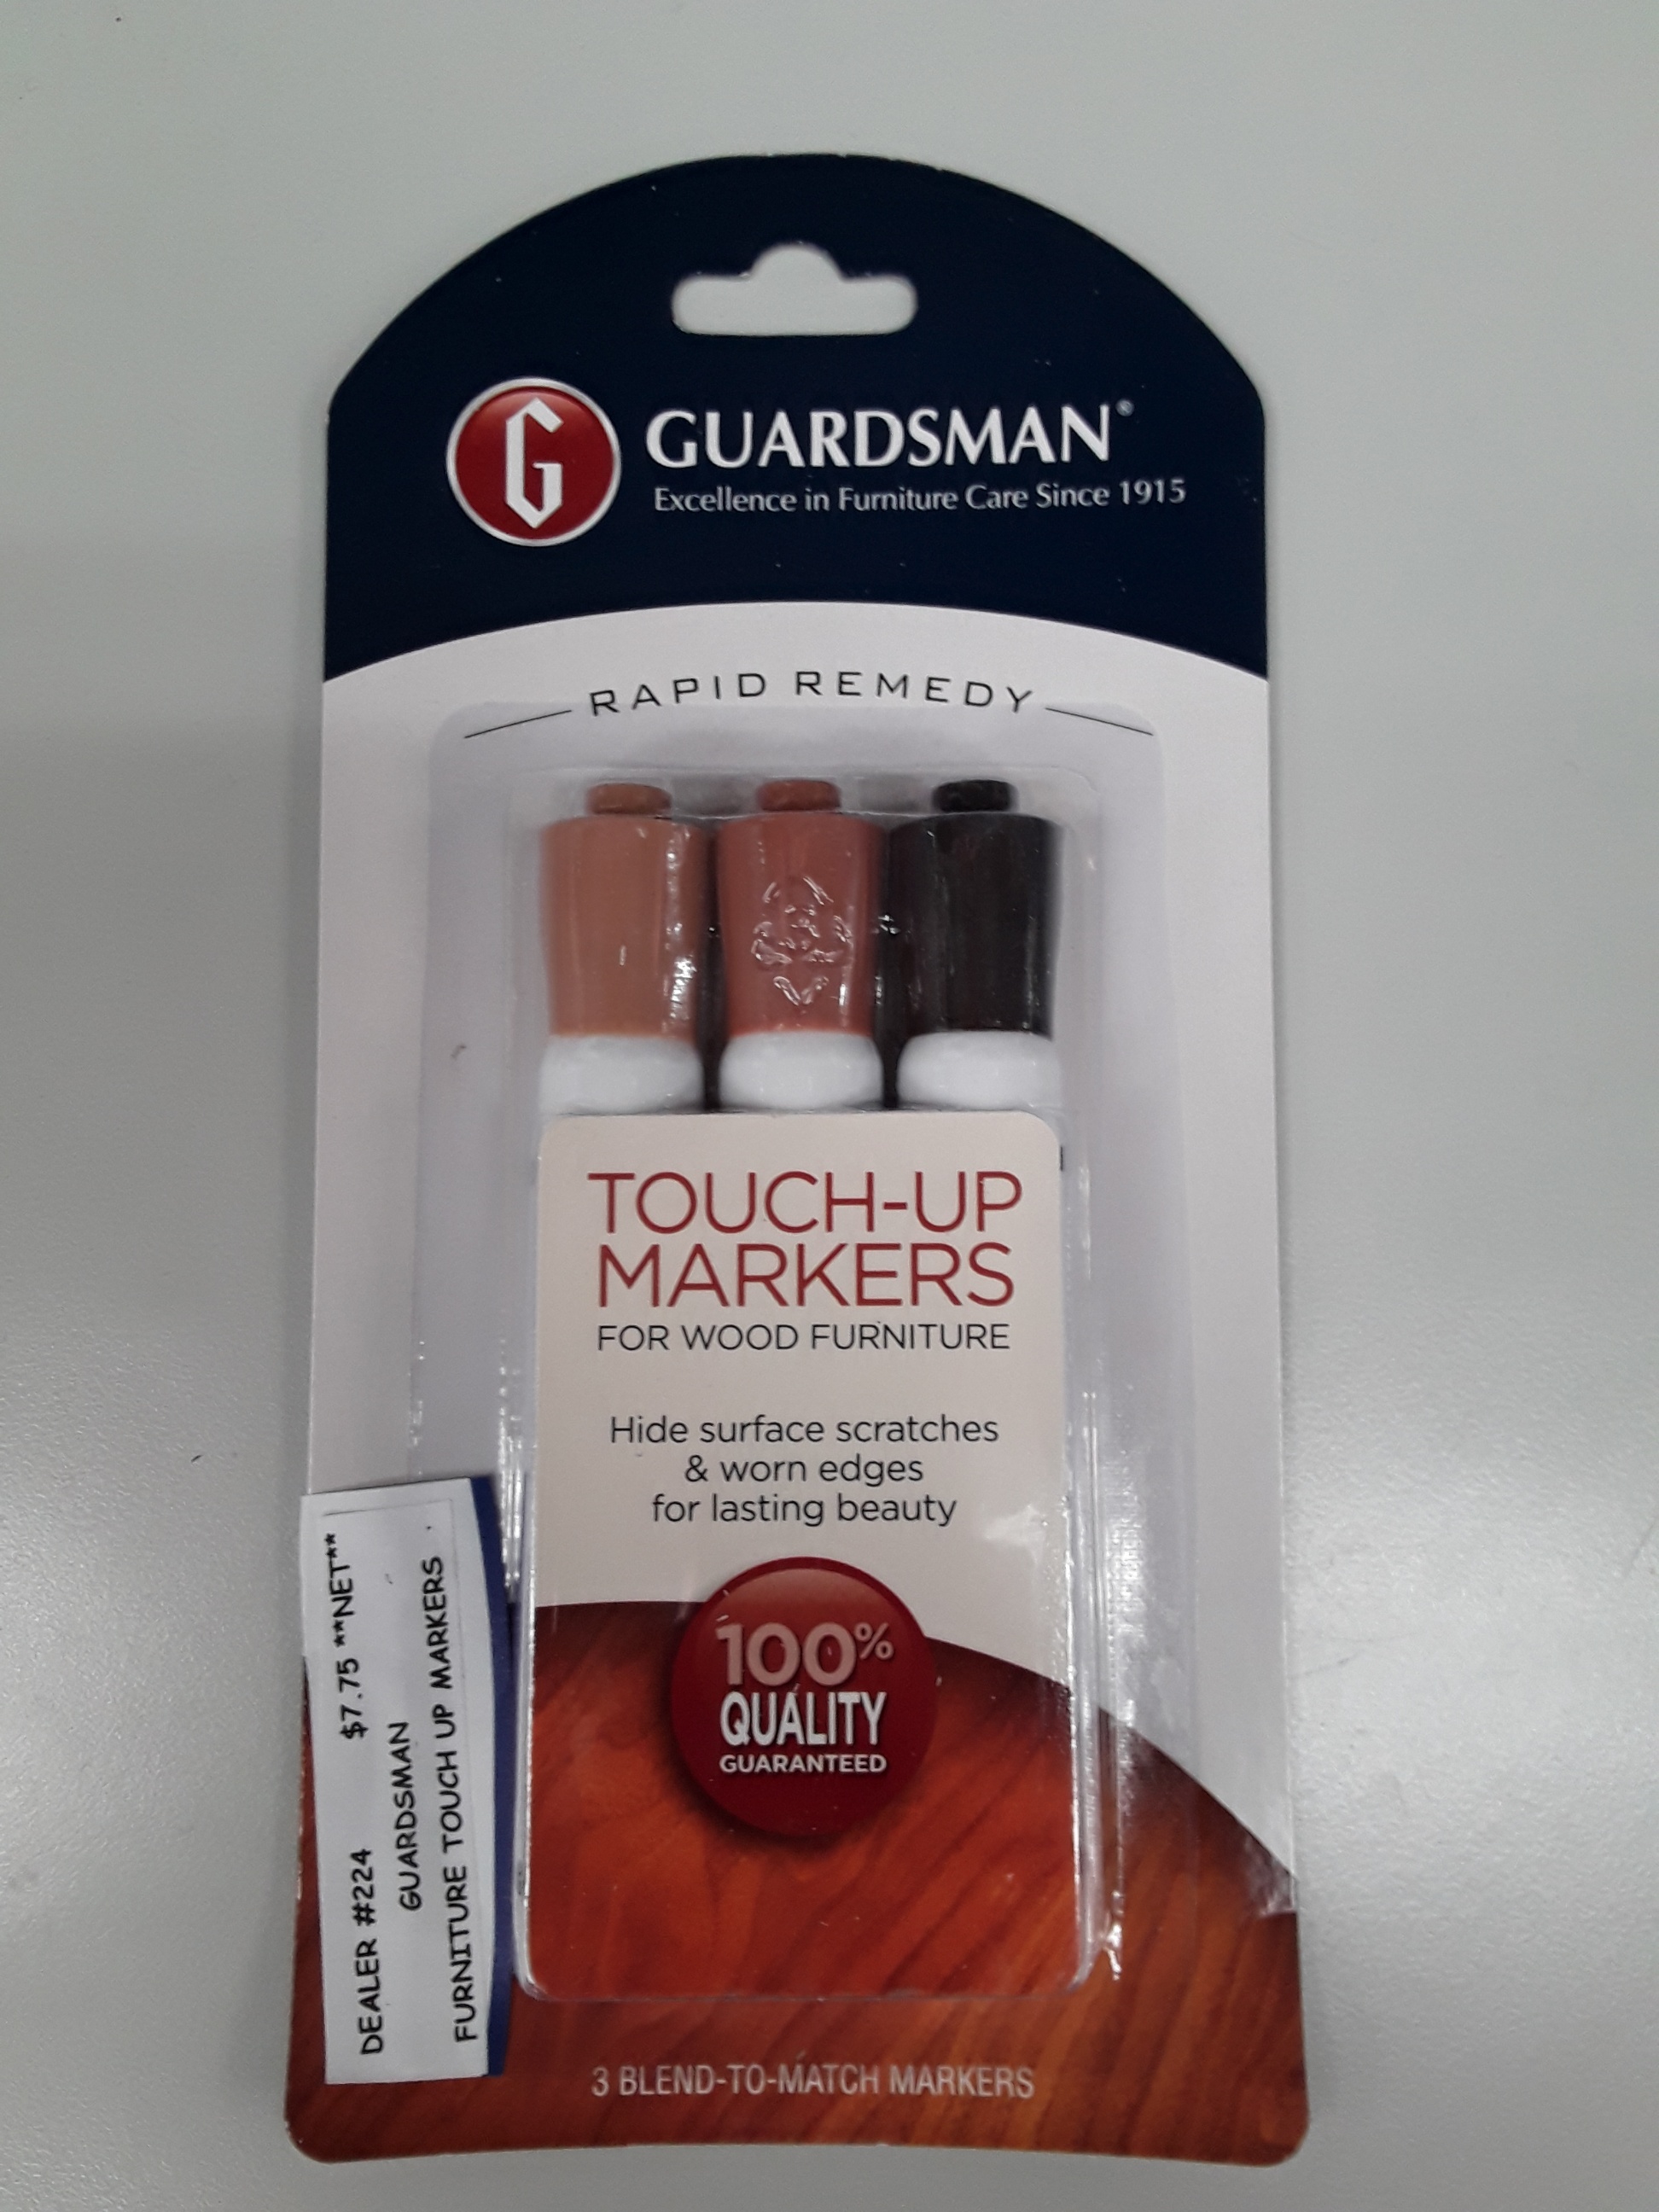 G
GUARDSMAN®
Excellence in Furniture Care Since 1915
RAPID REMEDY
TOUCH-UP
MARKERS
FOR WOOD FURNITURE
Hide surface scratches
& worn edges
for lasting beauty
100%
QUALITY
GUARANTEED
DEALER #224 $7.75 **NET**
GUARDSMAN
FURNITURE TOUCH UP MARKERS
3 BLEND-TO-MATCH MARKERS